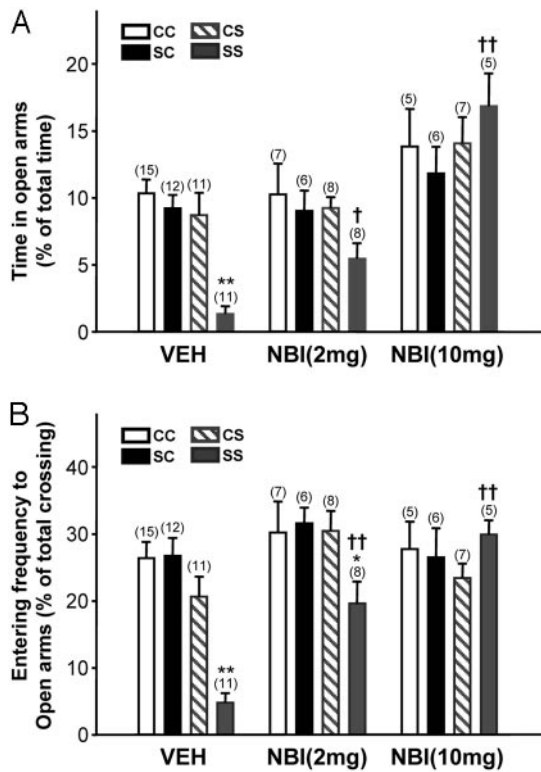 A
CC CS
SC SS
Time in open arms
(% of total time)
20
15
10
5
0
(15) (12) (11) ** (11)
(7) (6) (8) † (8)
(5) (6) (7) †† (5)
VEH NBI(2mg) NBI(10mg)
B
CC CS
SC SS
Entering frequency to
Open arms (% of total crossing)
40
30
20
10
0
(15) (12) (11) ** (11)
(7) (6) (8) †† * (8)
(5) (6) (7) †† (5)
VEH NBI(2mg) NBI(10mg)